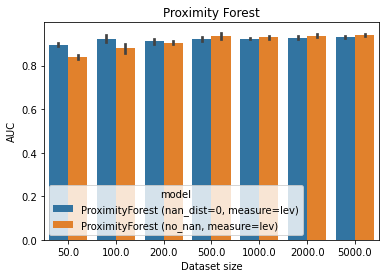 Proximity Forest
AUC
0.8
0.6
0.4
0.2
0.0
model
ProximityForest (nan_dist=0, measure=lev)
ProximityForest (no_nan, measure=lev)
50.0 100.0 200.0 500.0 1000.0 2000.0 5000.0
Dataset size